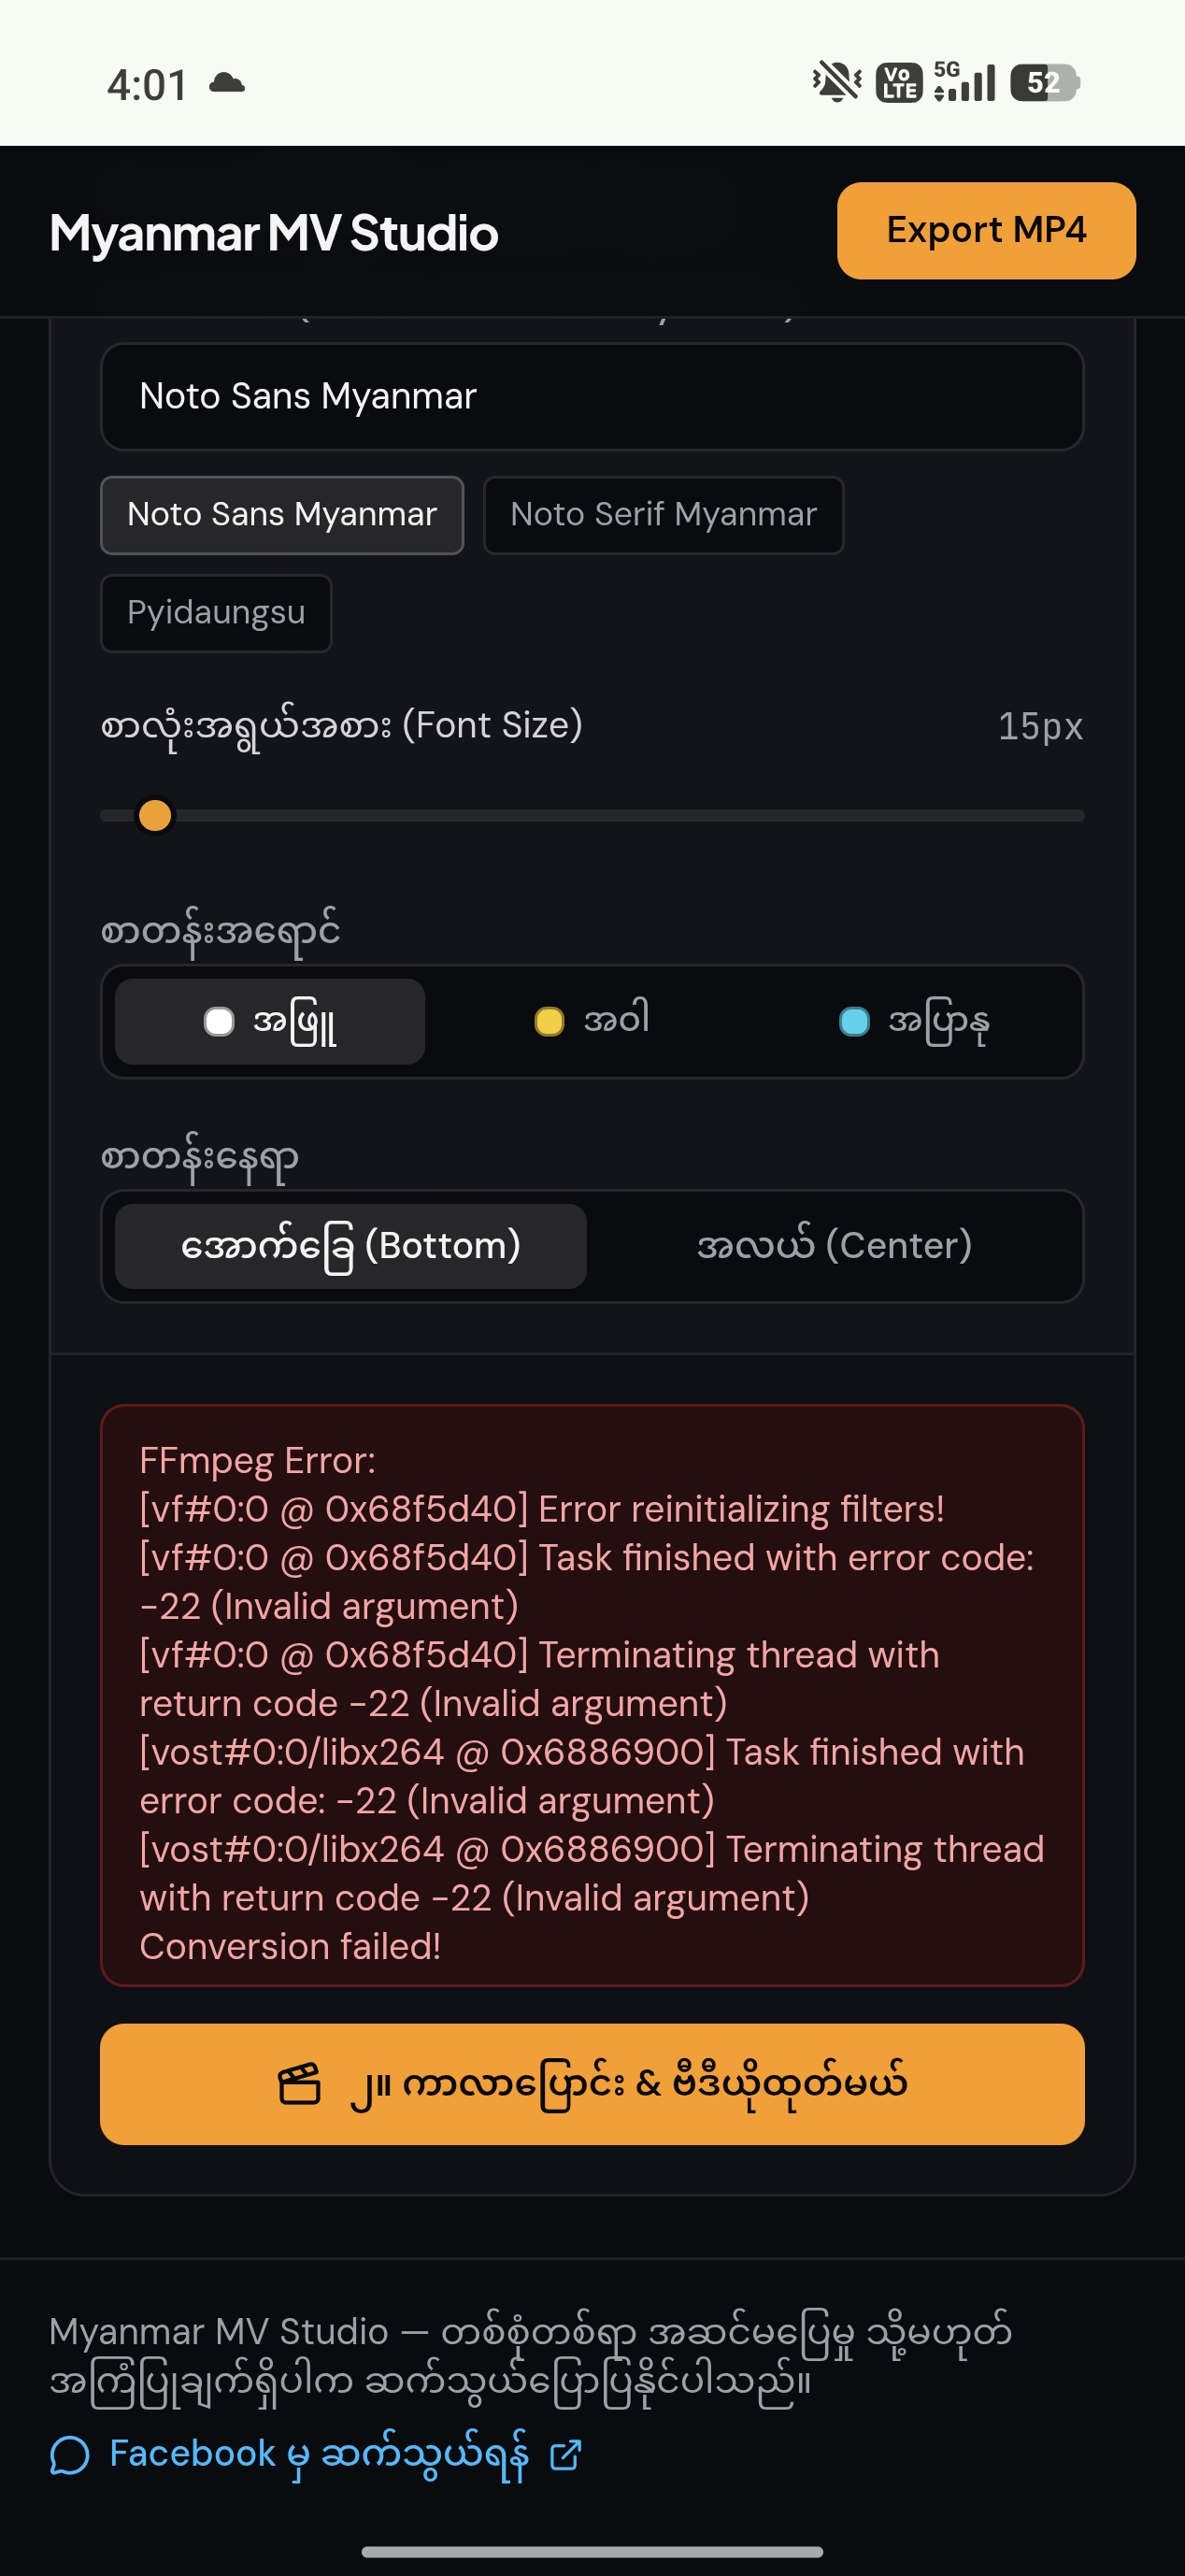 4:01
Vo LTE 5G 52
Myanmar MV Studio
Export MP4
Noto Sans Myanmar
Noto Sans Myanmar
Noto Serif Myanmar
Pyidaungsu
စာလုံးအရွယ်အစား (Font Size)
15px
စာတန်းအရောင်
အဖြူ
အဝါ
အပြာနု
စာတန်းနေရာ
အောက်ခြေ (Bottom)
အလယ် (Center)
FFmpeg Error:
[vf#0:0 @ 0x68f5d40] Error reinitializing filters!
[vf#0:0 @ 0x68f5d40] Task finished with error code:
-22 (Invalid argument)
[vf#0:0 @ 0x68f5d40] Terminating thread with
return code -22 (Invalid argument)
[vost#0:0/libx264 @ 0x6886900] Task finished with
error code: -22 (Invalid argument)
[vost#0:0/libx264 @ 0x6886900] Terminating thread
with return code -22 (Invalid argument)
Conversion failed!
၂။ ကာလာပြောင်း & ဗီဒီယိုထုတ်မယ်
Myanmar MV Studio — တစ်စုံတစ်ရာ အဆင်မပြေမှု သို့မဟုတ်
အကြံပြုချက်ရှိပါက ဆက်သွယ်ပြောပြနိုင်ပါသည်။
Facebook မှ ဆက်သွယ်ရန်